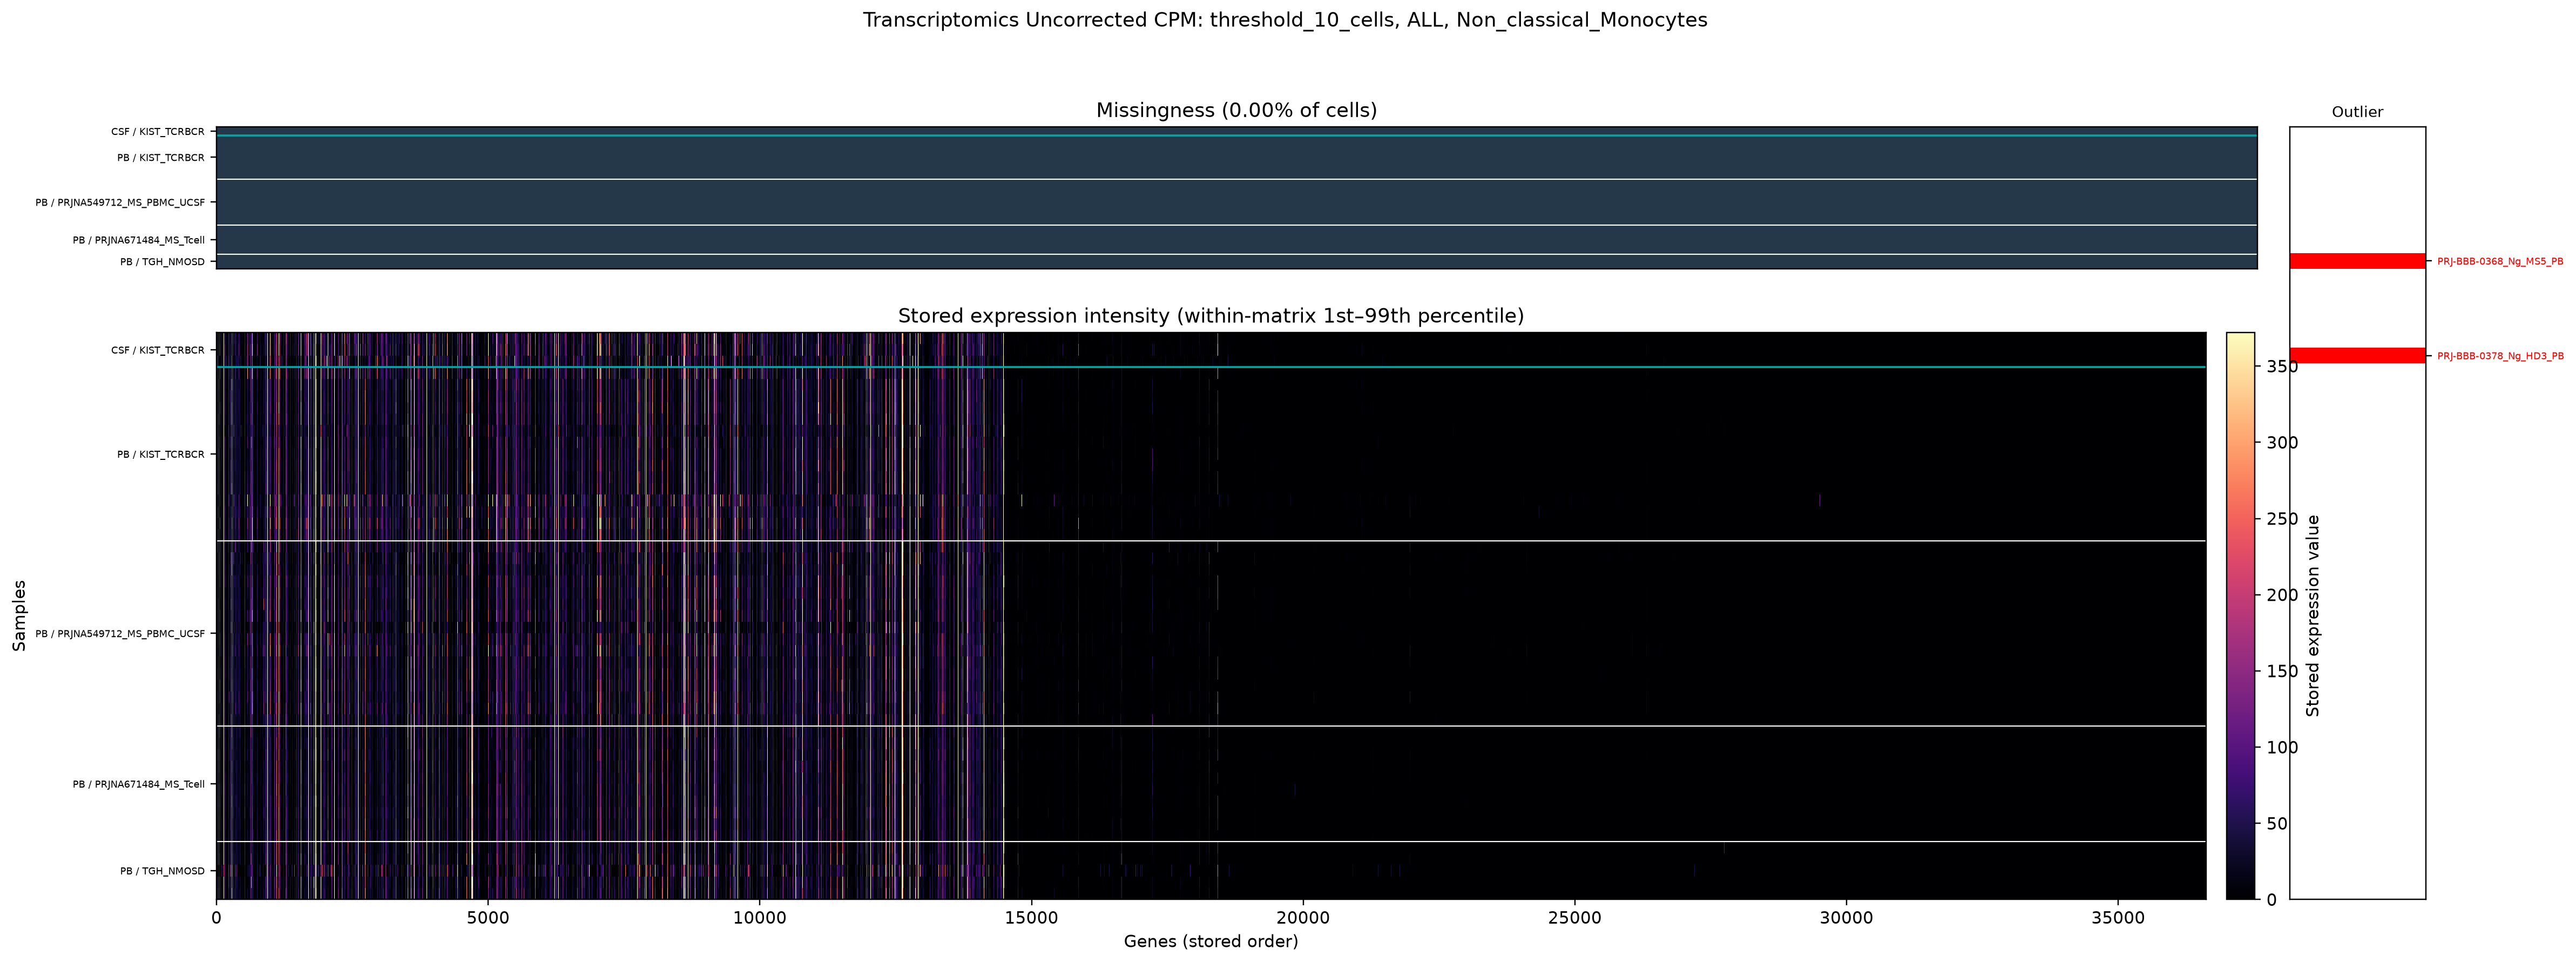 Transcriptomics Uncorrected CPM: threshold_10_cells, ALL, Non_classical_Monocytes
Missingness (0.00% of cells)
Outlier
CSF / KIST_TCRBCR
PB / KIST_TCRBCR
PB / PRJNA549712_MS_PBMC_UCSF
PB / PRJNA671484_MS_Tcell
PB / TGH_NMOSD
PRJ-BBB-0368_Ng_MS5_PB
PRJ-BBB-0378_Ng_HD3_PB
Stored expression intensity (within-matrix 1st–99th percentile)
CSF / KIST_TCRBCR
PB / KIST_TCRBCR
PB / PRJNA549712_MS_PBMC_UCSF
PB / PRJNA671484_MS_Tcell
PB / TGH_NMOSD
Samples
350
300
250
200
150
100
50
0
Stored expression value
0 5000 10000 15000 20000 25000 30000 35000
Genes (stored order)